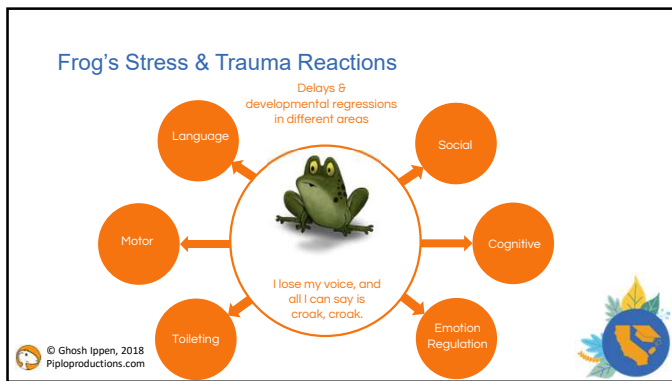 Frog's Stress & Trauma Reactions
Delays &
developmental regressions
in different areas
Language
Social
Motor
Cognitive
I lose my voice, and
all I can say is
croak, croak.
Toileting
Emotion
Regulation
© Ghosh Ippen, 2018
Piploproductions.com